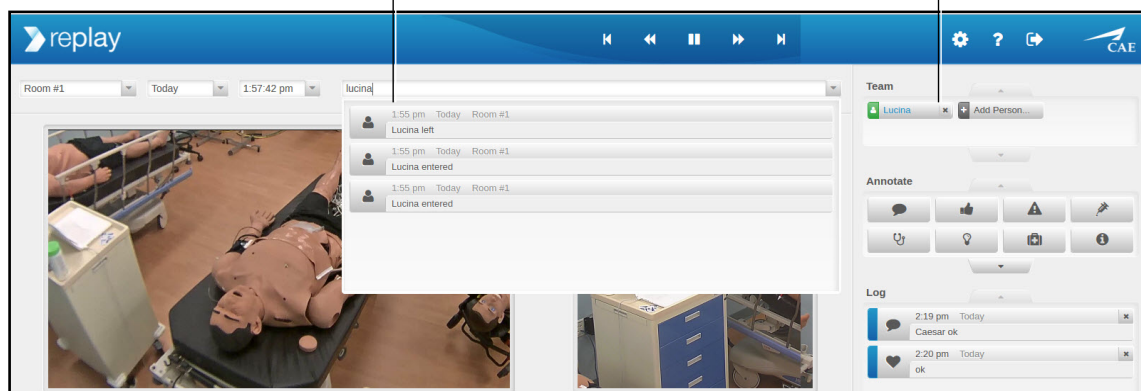 replay
CAE
Room #1
Today
1:57:42 pm
lucina
1:55 pm Today Room #1
Lucina left
1:55 pm Today Room #1
Lucina entered
1:55 pm Today Room #1
Lucina entered
Team
Lucina
Add Person...
Annotate
Log
2:19 pm Today
Caesar ok
2:20 pm Today
ok